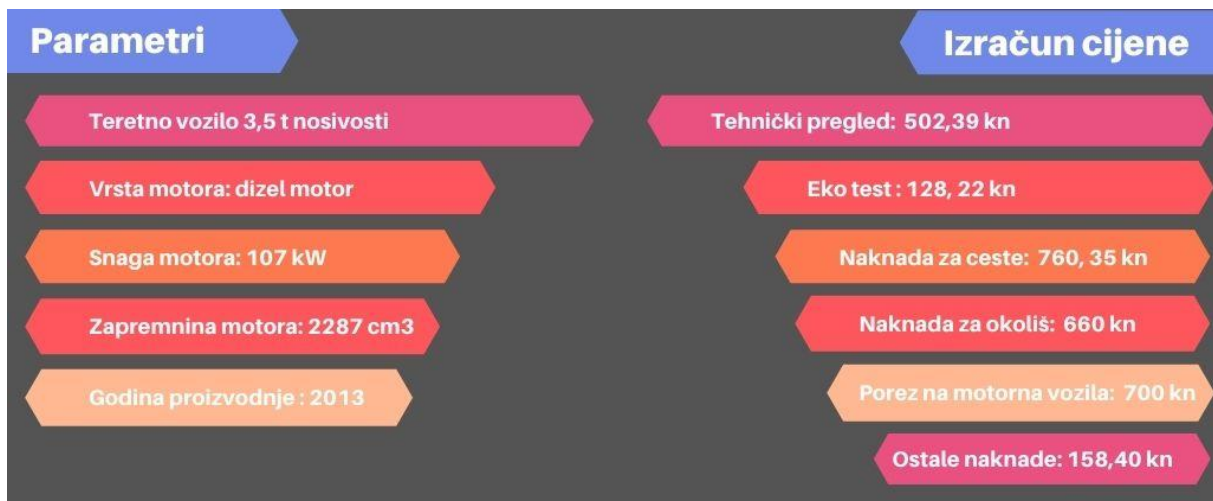 Parametri
Teretno vozilo 3,5 t nosivosti
Vrsta motora: dizel motor
Snaga motora: 107 kW
Zapremnina motora: 2287 cm3
Godina proizvodnje : 2013
Izračun cijene
Tehnički pregled: 502,39 kn
Eko test : 128, 22 kn
Naknada za ceste: 760, 35 kn
Naknada za okoliš: 660 kn
Porez na motorna vozila: 700 kn
Ostale naknade: 158,40 kn